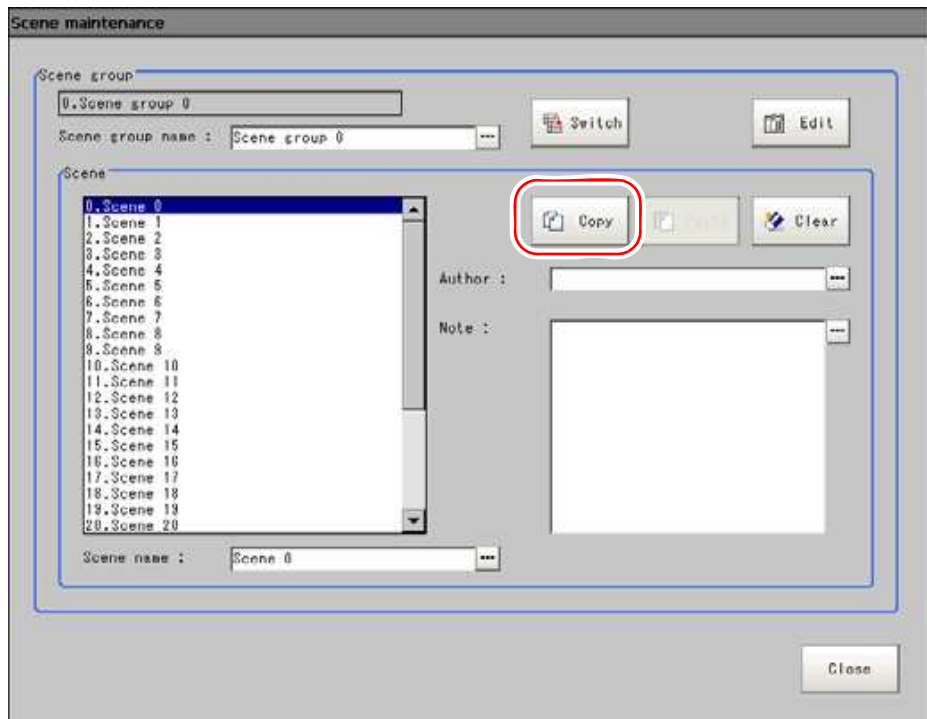 Scene maintenance
Scene group
0.Scene group 0
Scene group name :
Scene group 0
Switch
Edit
Scene
0.Scene 0
1.Scene 1
2.Scene 2
3.Scene 3
4.Scene 4
5.Scene 5
6.Scene 6
7.Scene 7
8.Scene 8
9.Scene 9
10.Scene 10
11.Scene 11
12.Scene 12
13.Scene 13
14.Scene 14
15.Scene 15
16.Scene 16
17.Scene 17
18.Scene 18
19.Scene 19
20.Scene 20
Copy
Paste
Clear
Author :
Note :
Scene name :
Scene 0
Close